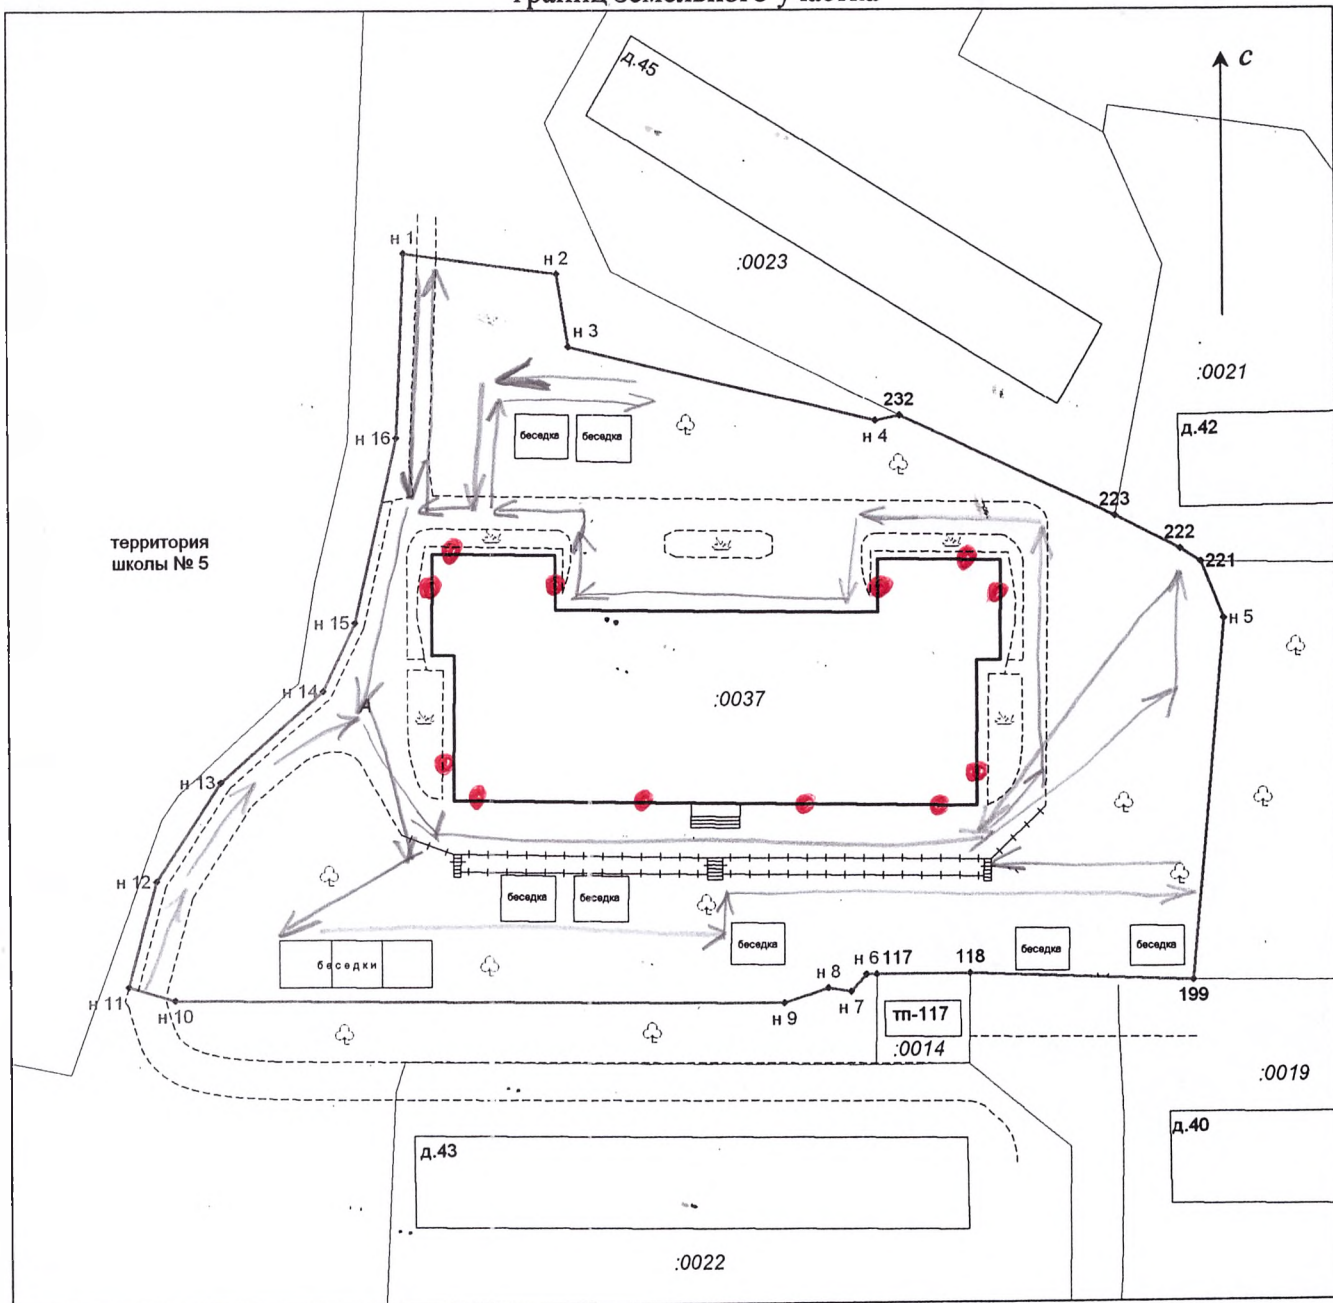 границ земельного участка
с
д.45
н 1
н 2
:0023
н 3
:0021
232
н 4
д.42
беседка
беседка
н 16
223
222
221
территория
школы № 5
н 15
н 5
н 14
:0037
н 13
н 12
беседка
беседка
беседка
беседка
беседка
беседки
н 11
н 10
н 9
н 8
н 7
н 6
117
118
199
тп-117
:0014
:0019
д.43
д.40
:0022